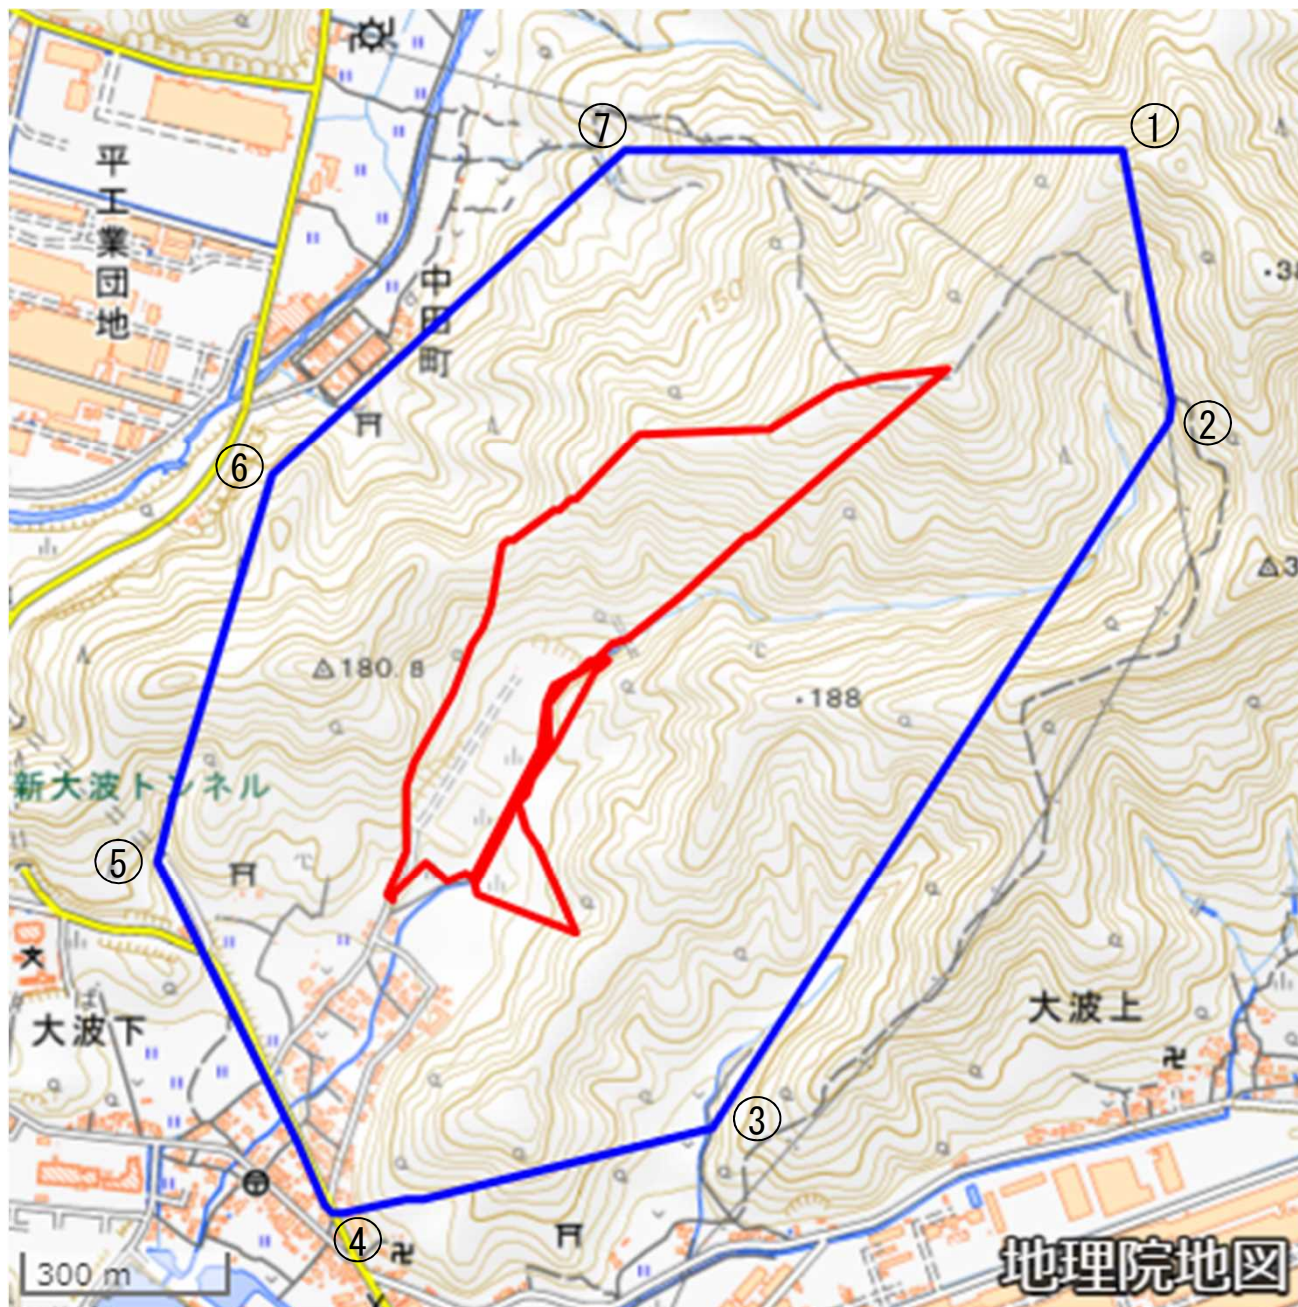 ⑦
①
平工業団地
中田町
150
②
⑥
△180.8
・188
新大波トンネル
⑤
大波下
大波上
③
④
300 m
地理院地図